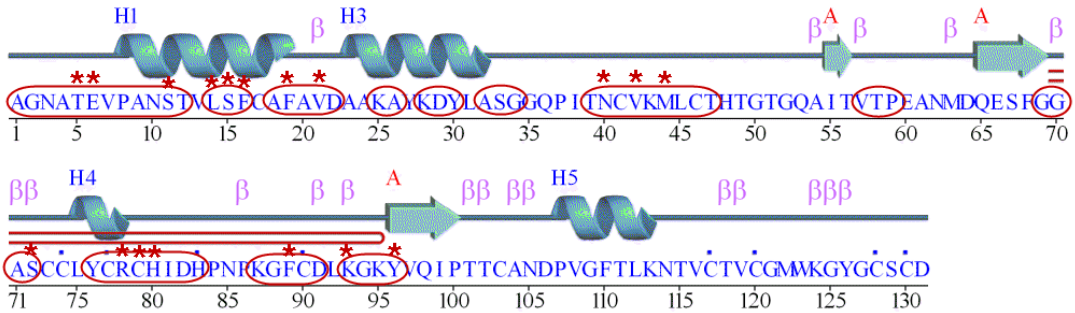 H1 β H3 β A β β A β
* * * * * * * * * * *
AGNATEVPANSTVLSFCAFAVDAAKAYKDYLASGGQPITNCVKMLCTHTGTGQAITVTPEANMDQESFGG
1 5 10 15 20 25 30 35 40 45 50 55 60 65 70
ββ H4 β β β A ββ ββ H5 ββ βββ
* * * * * * *
ASCCLYCRCHIDHPNPKGFCDLKGKYVQIPTTCANDPVGFTLKNTVCTVCGMWKGYGCSCD
71 75 80 85 90 95 100 105 110 115 120 125 130